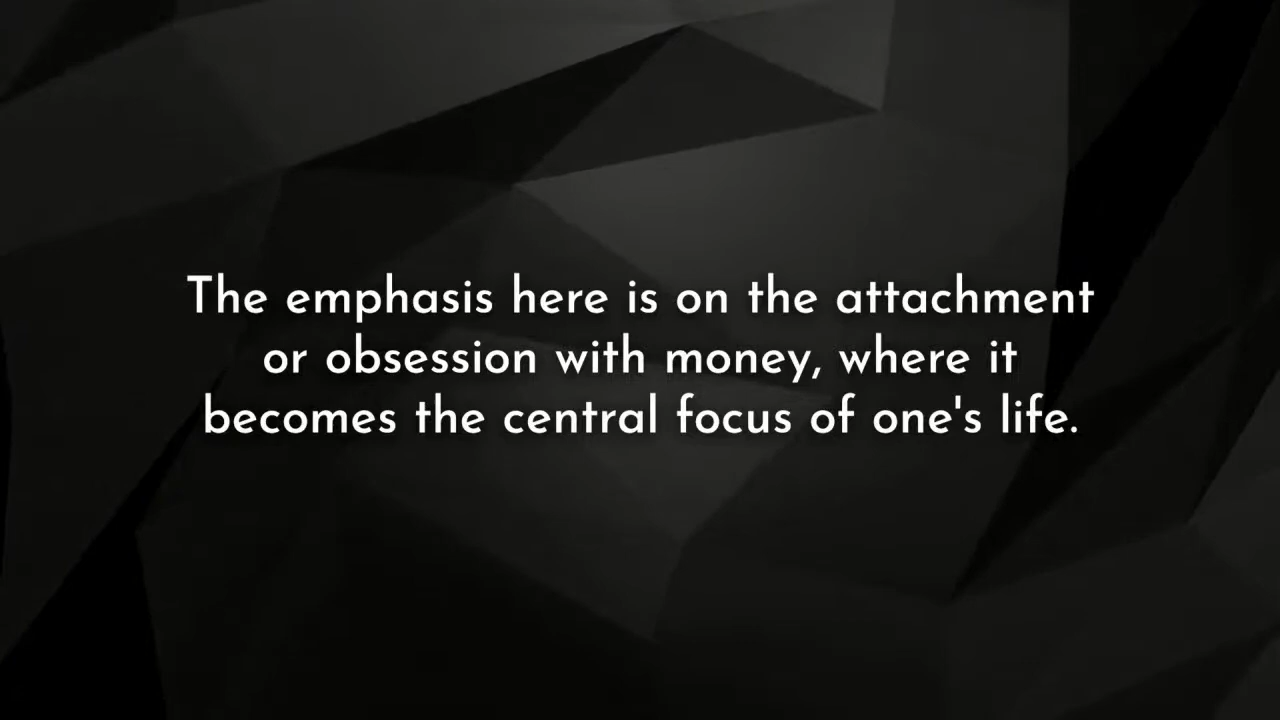 The emphasis here is on the attachment
or obsession with money, where it
becomes the central focus of one's life.